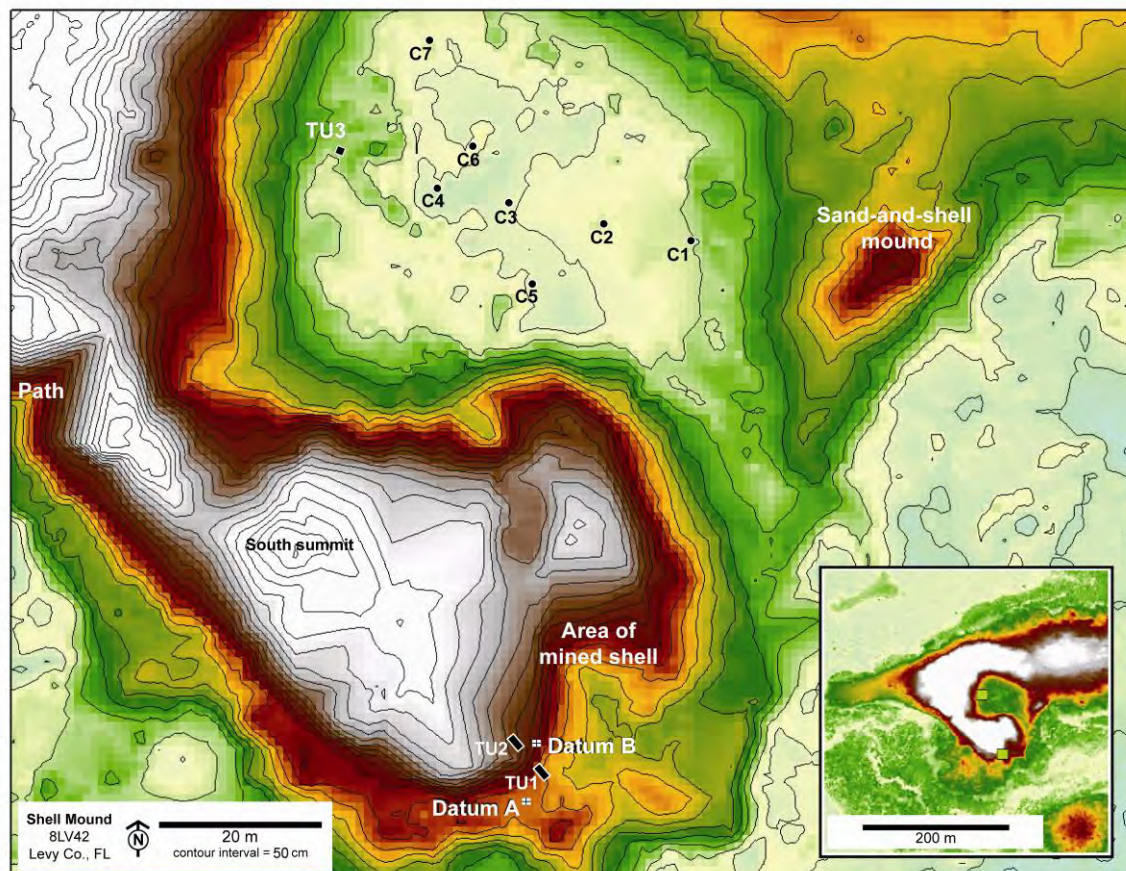 C7
TU3
C6
C4
C3
C2
C1
C5
Sand-and-shell
mound
Path
South summit
Area of
mined shell
TU2
Datum B
TU1
Datum A
Shell Mound
8LV42
Levy Co., FL
N
20 m
contour interval = 50 cm
200 m